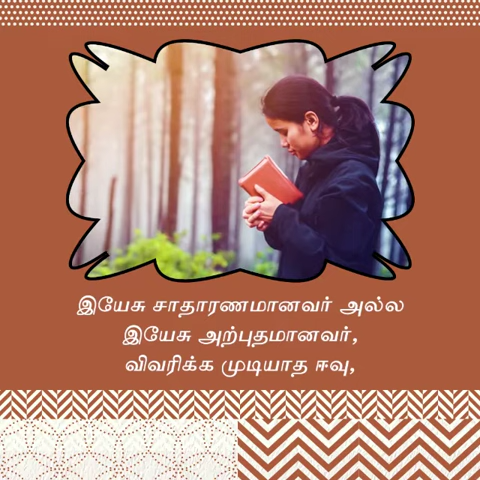 இயேசு சாதாரணமானவர் அல்ல
இயேசு அற்புதமானவர்,
விவரிக்க முடியாத ஈவு,